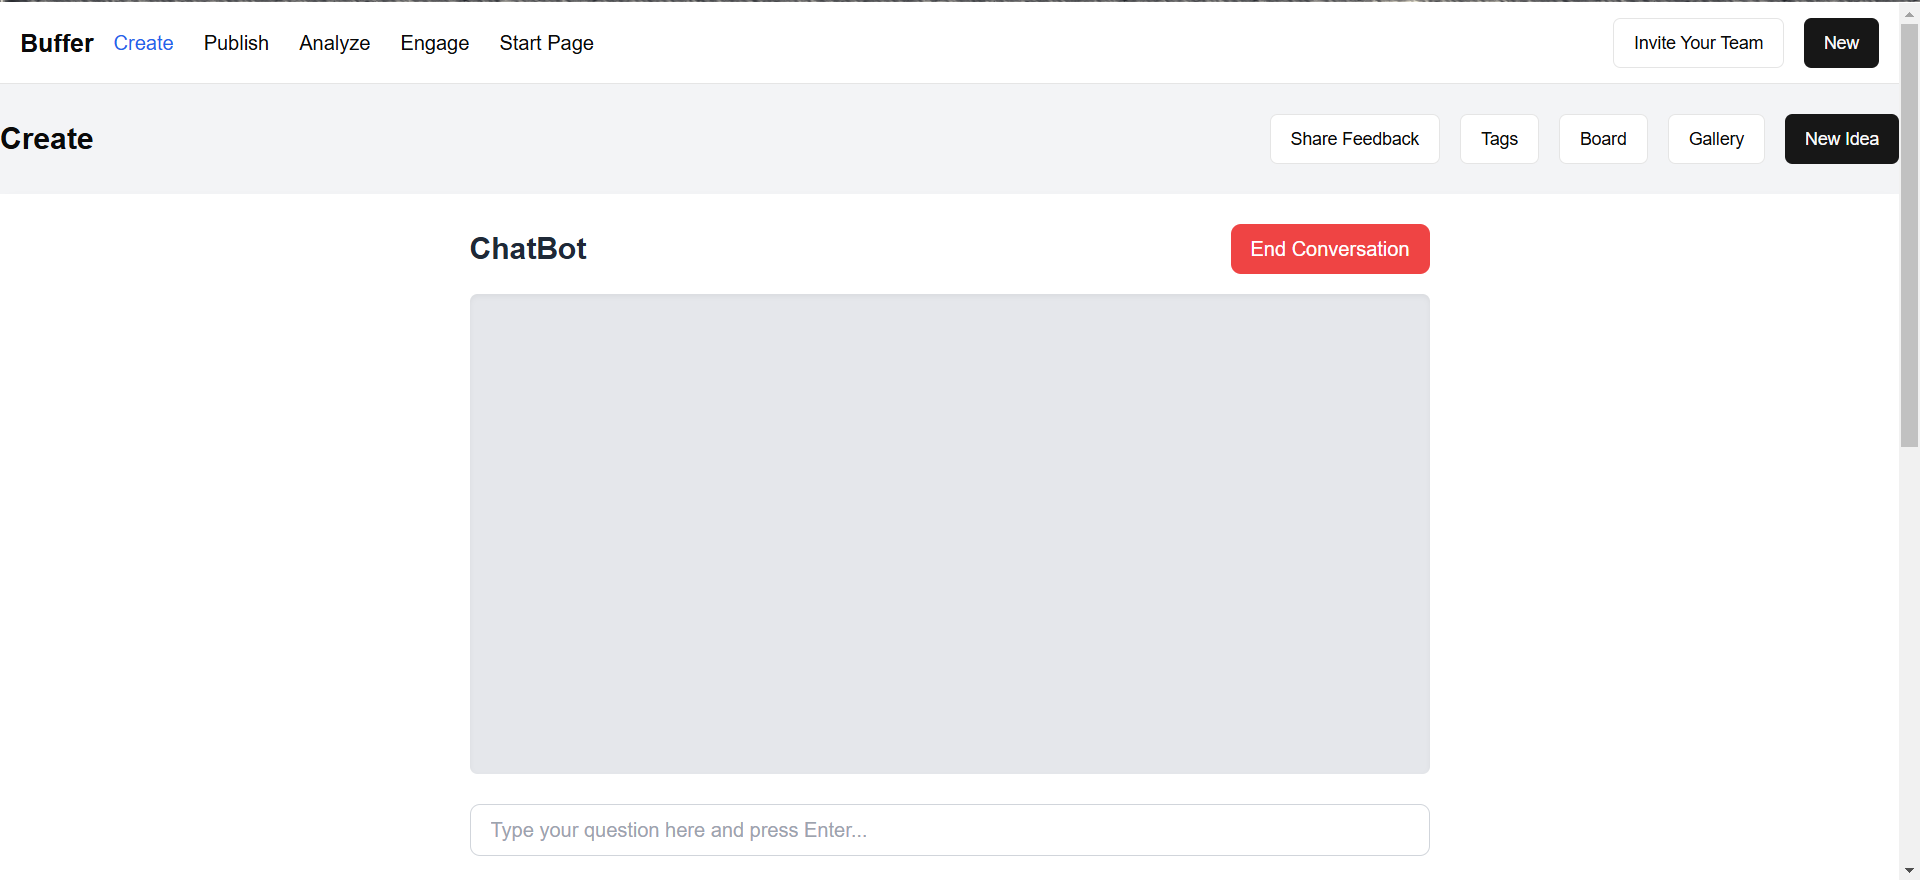 Buffer Create Publish Analyze Engage Start Page Invite Your Team New
Create Share Feedback Tags Board Gallery New Idea
ChatBot End Conversation
Type your question here and press Enter...